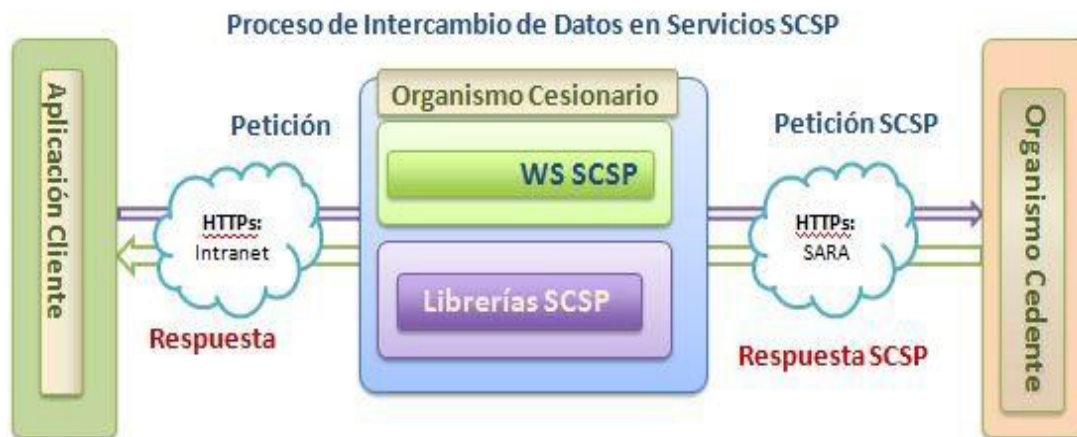 Proceso de Intercambio de Datos en Servicios SCSP
Aplicación Cliente
Petición
HTTPs:
Intranet
Respuesta
Organismo Cesionario
WS SCSP
Librerías SCSP
Petición SCSP
HTTPs:
SARA
Respuesta SCSP
Organismo Cedente